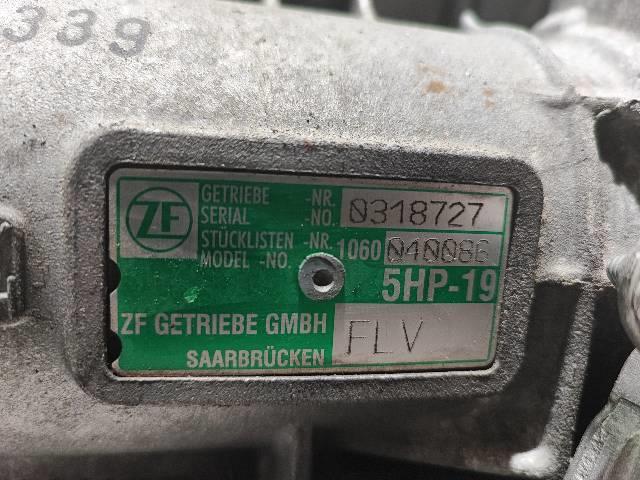 339
ZF
GETRIEBE -NR. 0318727
SERIAL -NO.
STÜCKLISTEN -NR. 1060 040086
MODEL -NO.
5HP-19
ZF GETRIEBE GMBH FLV
SAARBRÜCKEN